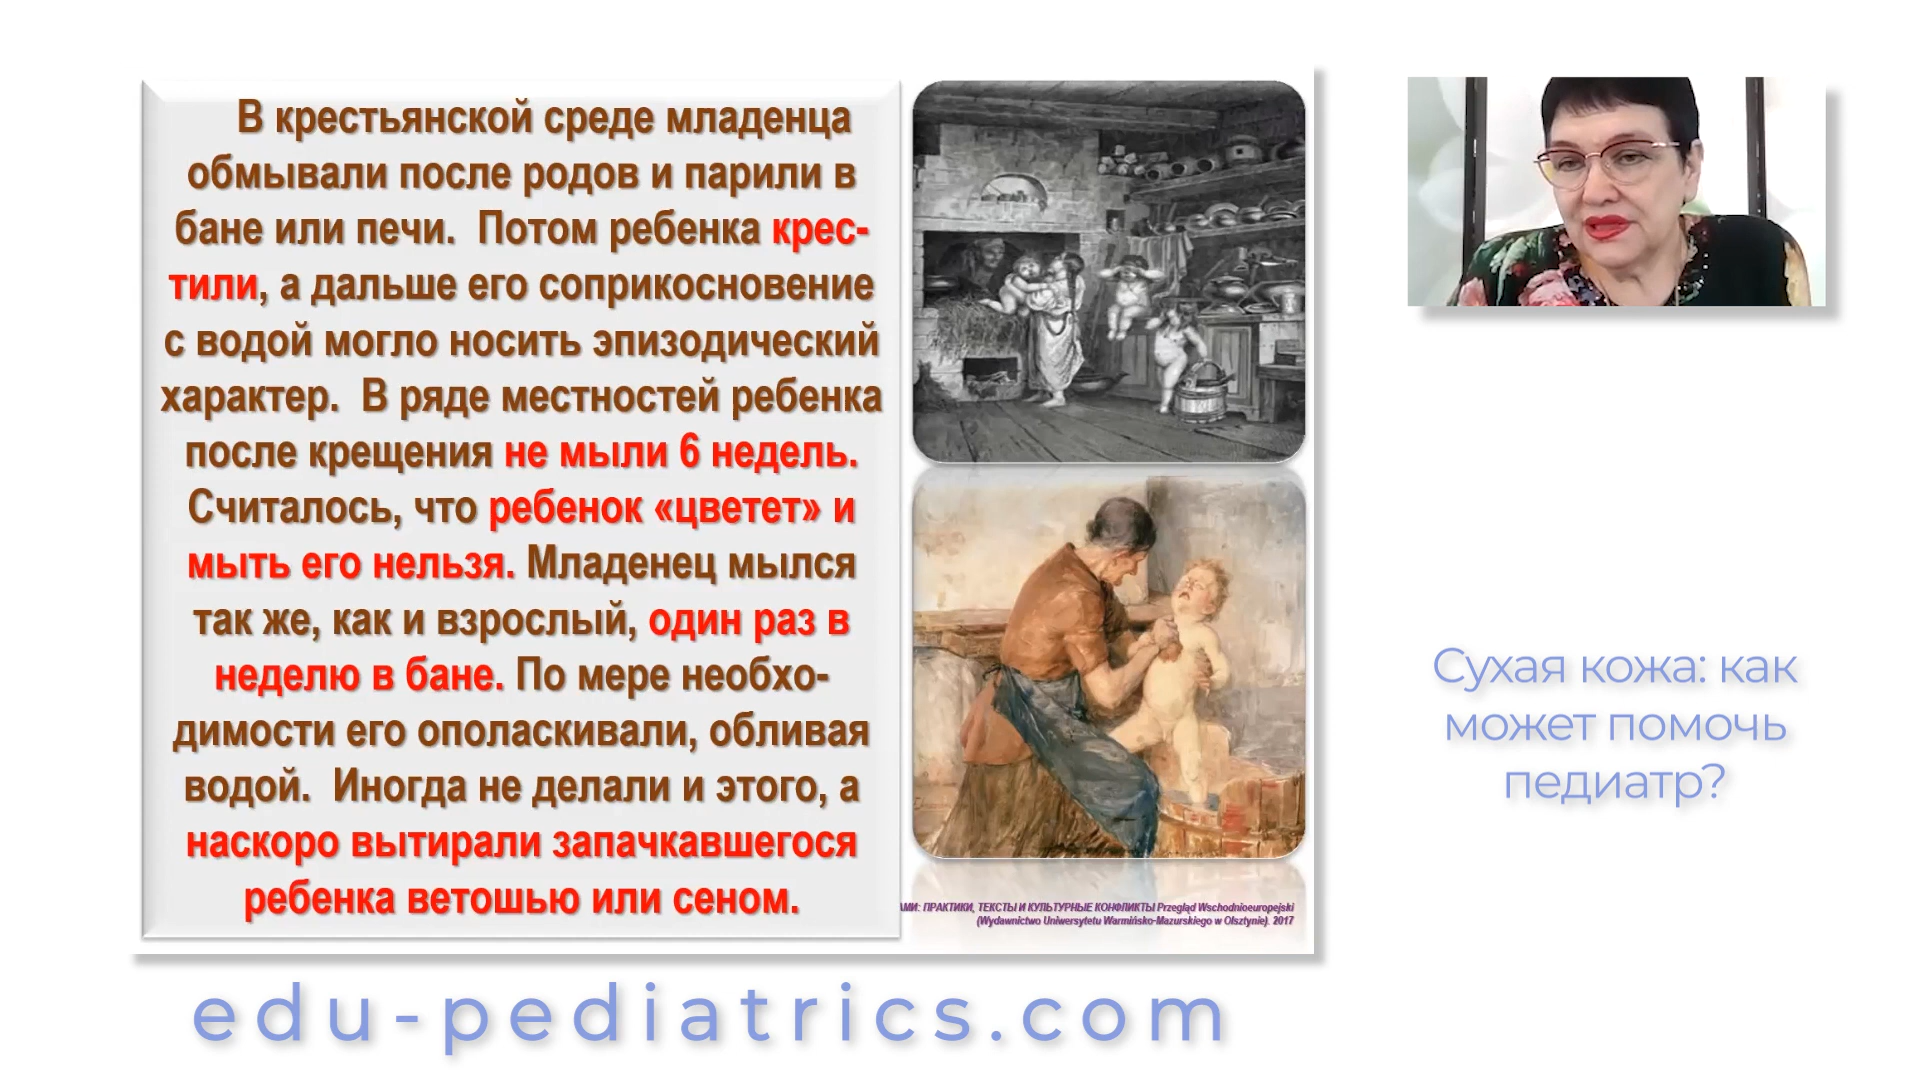 В крестьянской среде младенца
обмывали после родов и парили в
бане или печи. Потом ребенка крес-
тили, а дальше его соприкосновение
с водой могло носить эпизодический
характер. В ряде местностей ребенка
после крещения не мыли 6 недель.
Считалось, что ребенок «цветет» и
мыть его нельзя. Младенец мылся
так же, как и взрослый, один раз в
неделю в бане. По мере необхо-
димости его ополаскивали, обливая
водой. Иногда не делали и этого, а
наскоро вытирали запачкавшегося
ребенка ветошью или сеном.
ПРАКТИКИ, ТЕКСТЫ И КУЛЬТУРНЫЕ КОНФЛИКТЫ Przegląd Wschodnioeuropejski
(Wydawnictwo Uniwersytetu Warmińsko-Mazurskiego w Olsztynie). 2017
Сухая кожа: как
может помочь
педиатр?
edu-pediatrics.com